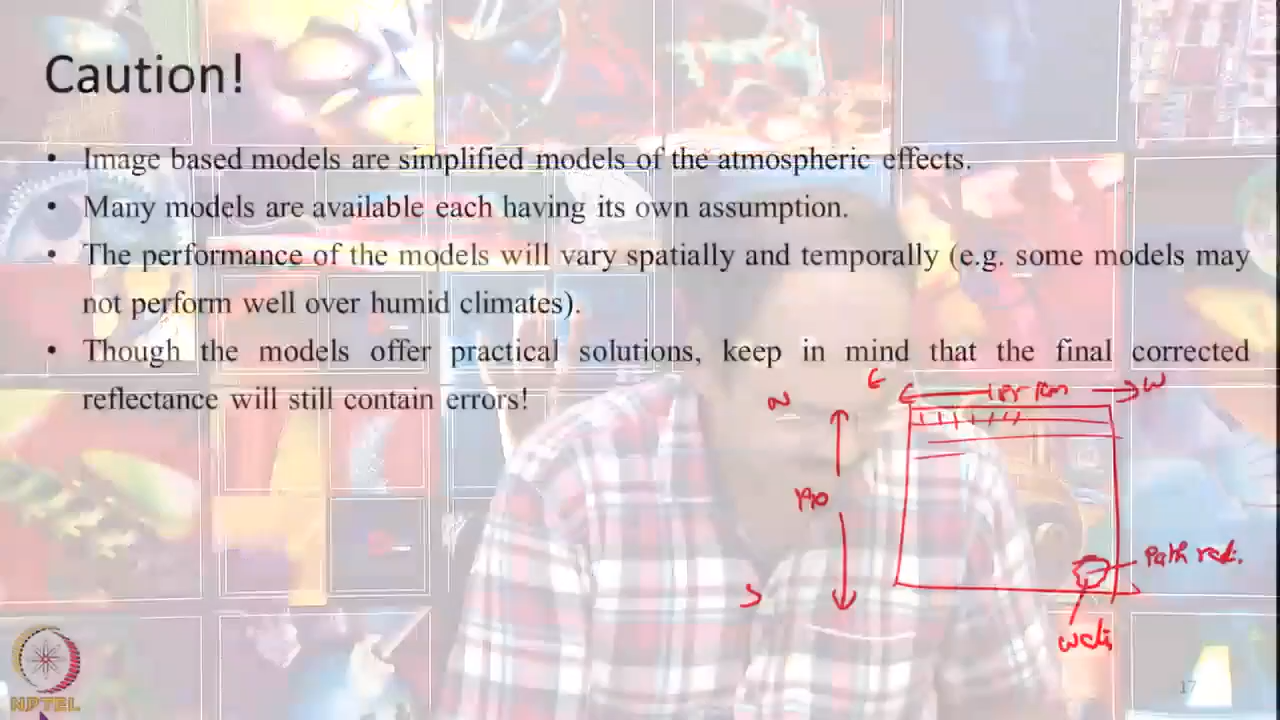 Caution!
• Image based models are simplified models of the atmospheric effects.
• Many models are available each having its own assumption.
• The performance of the models will vary spatially and temporally (e.g. some models may
not perform well over humid climates).
• Though the models offer practical solutions, keep in mind that the final corrected
reflectance will still contain errors!
E 185 km W
N
190
Path rad.
S
17
NPTEL